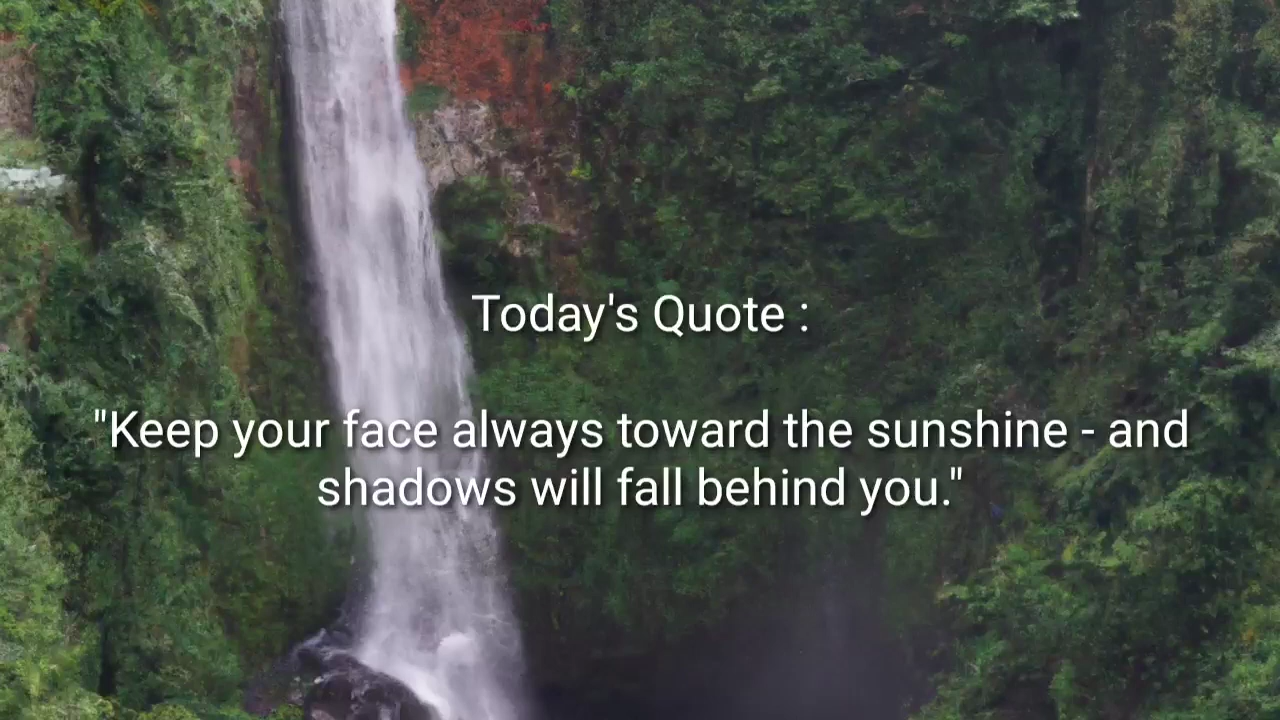 Today's Quote :
"Keep your face always toward the sunshine - and
shadows will fall behind you."